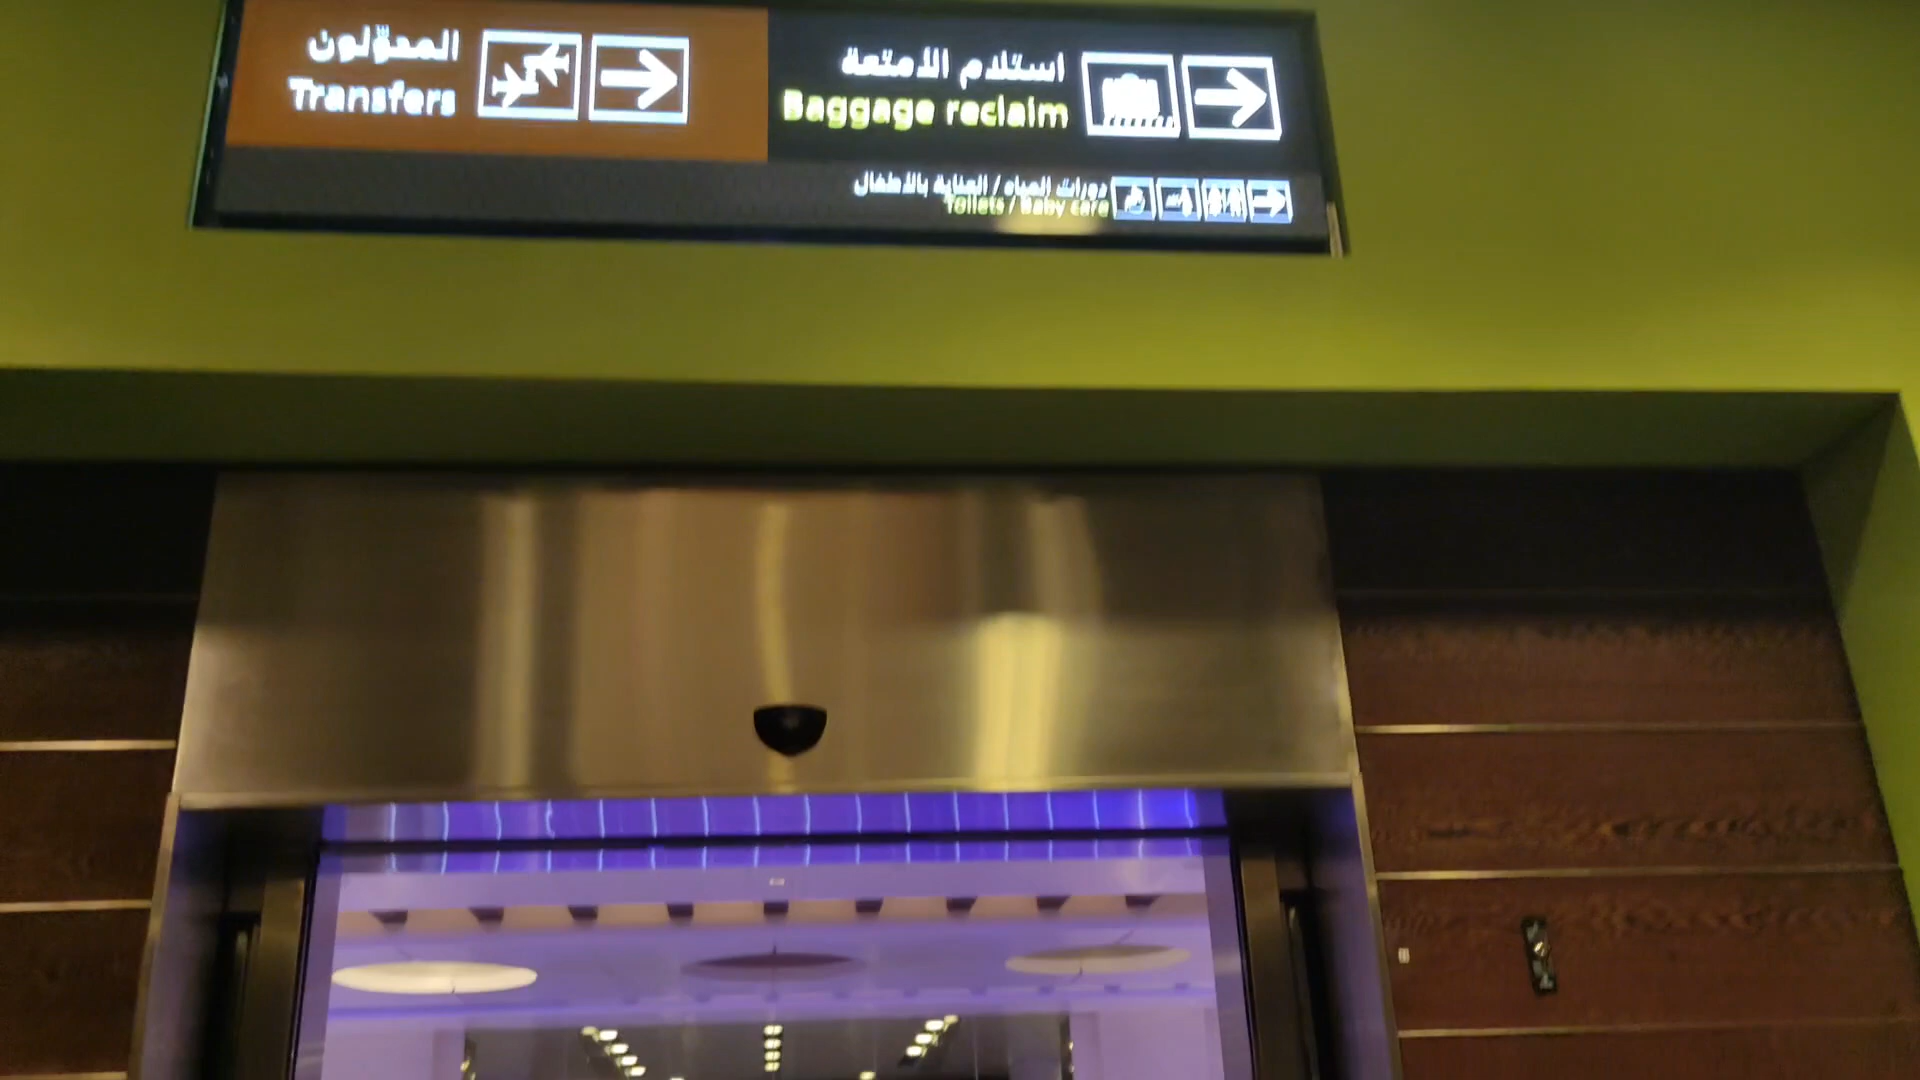 المحوّلون
Transfers
استلام الأمتعة
Baggage reclaim
دورات المياه / العناية بالأطفال
Toilets / Baby care